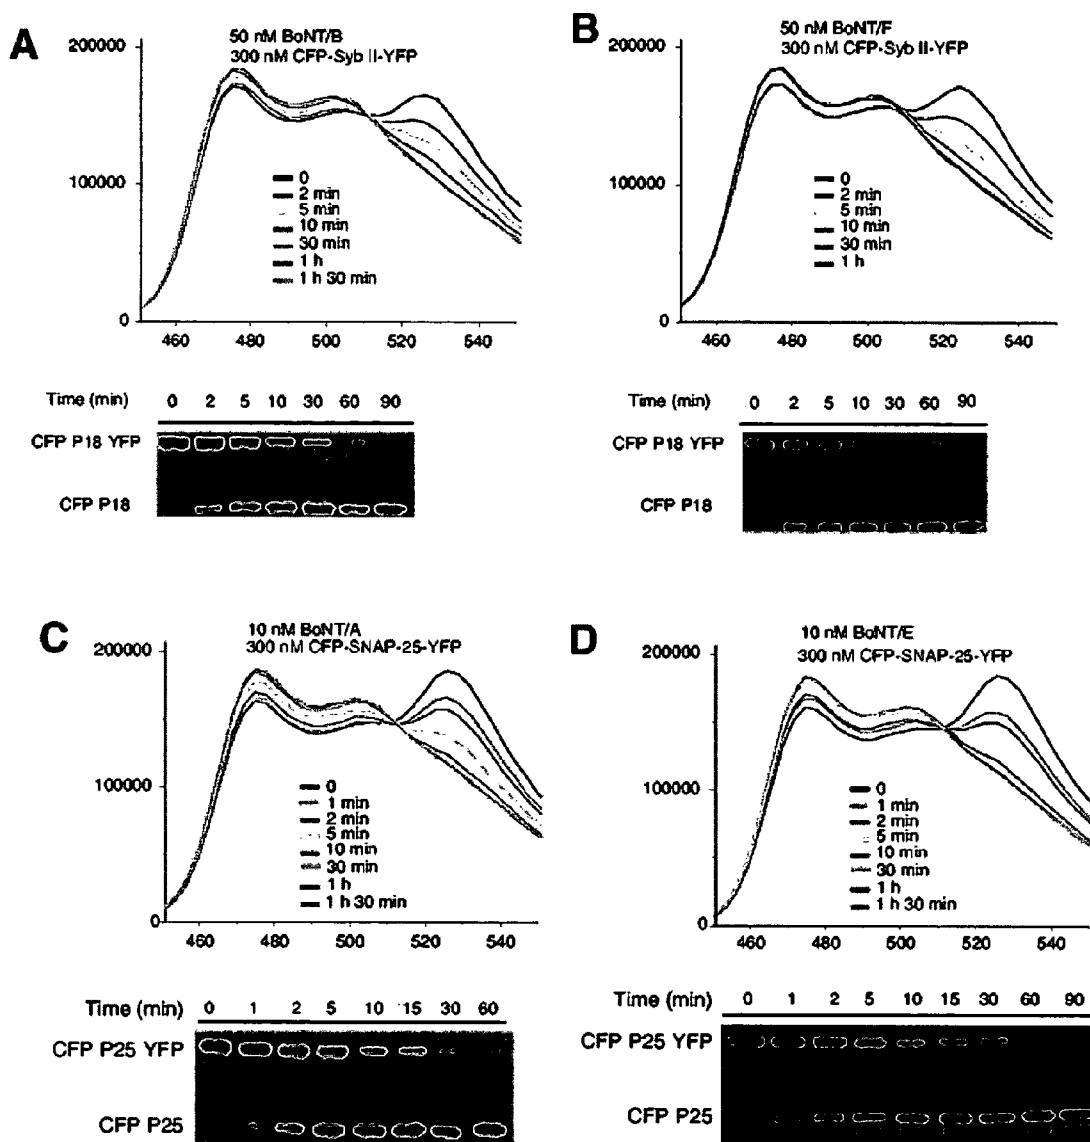 A
50 nM BoNT/B
300 nM CFP-Syb II-YFP
200000
100000
0
0
2 min
5 min
10 min
30 min
1 h
1 h 30 min
460 480 500 520 540
Time (min) 0 2 5 10 30 60 90
CFP P18 YFP
CFP P18
B
50 nM BoNT/F
300 nM CFP-Syb II-YFP
200000
100000
0
0
2 min
5 min
10 min
30 min
1 h
460 480 500 520 540
Time (min) 0 2 5 10 30 60 90
CFP P18 YFP
CFP P18
C
10 nM BoNT/A
300 nM CFP-SNAP-25-YFP
200000
100000
0
0
1 min
2 min
5 min
10 min
30 min
1 h
1 h 30 min
460 480 500 520 540
Time (min) 0 1 2 5 10 15 30 60
CFP P25 YFP
CFP P25
D
10 nM BoNT/E
300 nM CFP-SNAP-25-YFP
200000
100000
0
0
1 min
2 min
5 min
10 min
30 min
1 h
1 h 30 min
460 480 500 520 540
Time (min) 0 1 2 5 10 15 30 60 90
CFP P25 YFP
CFP P25